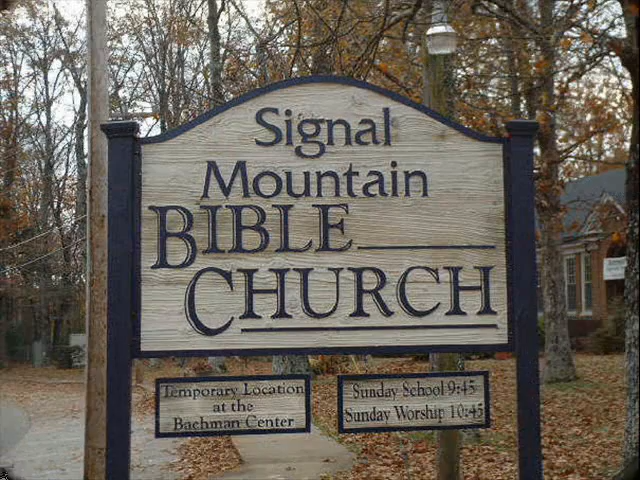 Signal
Mountain
BIBLE
CHURCH
Temporary Location
at the
Bachman Center
Sunday School 9:45
Sunday Worship 10:45